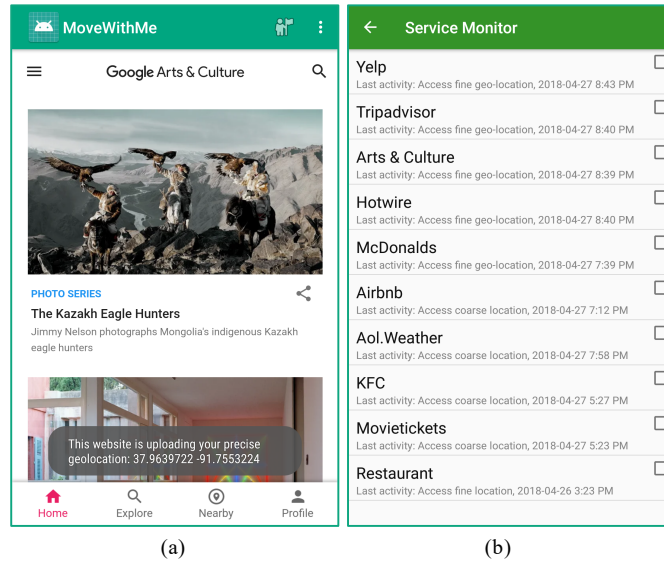 MoveWithMe
Google Arts & Culture
PHOTO SERIES
The Kazakh Eagle Hunters
Jimmy Nelson photographs Mongolia's indigenous Kazakh
eagle hunters
This website is uploading your precise
geolocation: 37.9639722 -91.7553224
Home
Explore
Nearby
Profile
(a)
Service Monitor
Yelp
Last activity: Access fine geo-location, 2018-04-27 8:43 PM
Tripadvisor
Last activity: Access fine geo-location, 2018-04-27 8:40 PM
Arts & Culture
Last activity: Access fine geo-location, 2018-04-27 8:39 PM
Hotwire
Last activity: Access fine geo-location, 2018-04-27 8:40 PM
McDonalds
Last activity: Access fine geo-location, 2018-04-27 7:39 PM
Airbnb
Last activity: Access coarse location, 2018-04-27 7:12 PM
Aol.Weather
Last activity: Access coarse location, 2018-04-27 7:58 PM
KFC
Last activity: Access coarse location, 2018-04-27 5:27 PM
Movietickets
Last activity: Access coarse location, 2018-04-27 5:23 PM
Restaurant
Last activity: Access fine location, 2018-04-26 3:23 PM
(b)